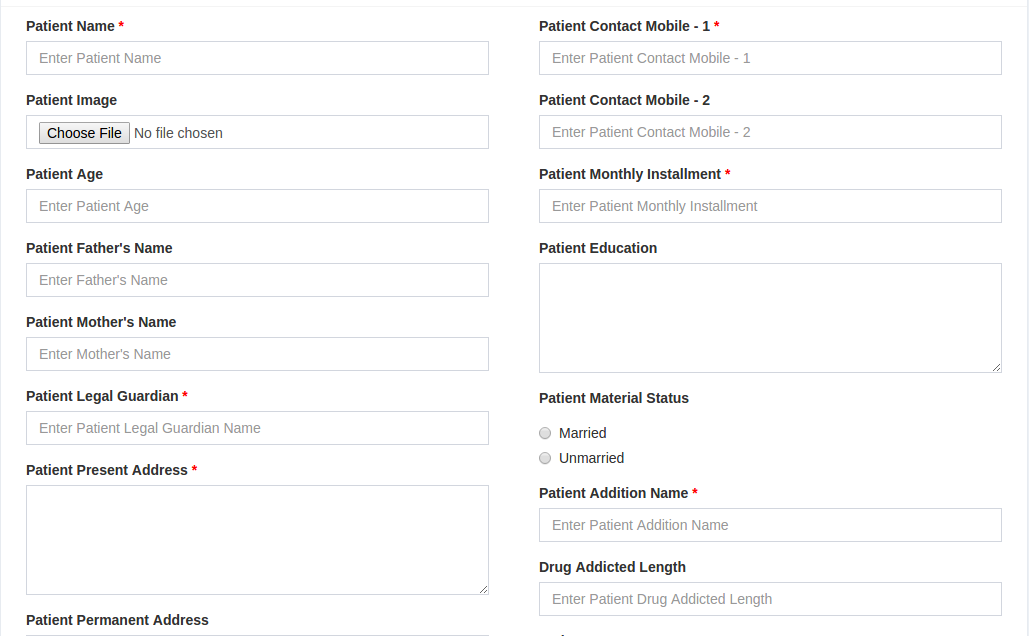 Patient Name *
Enter Patient Name
Patient Image
Choose File No file chosen
Patient Age
Enter Patient Age
Patient Father's Name
Enter Father's Name
Patient Mother's Name
Enter Mother's Name
Patient Legal Guardian *
Enter Patient Legal Guardian Name
Patient Present Address *
Patient Permanent Address
Patient Contact Mobile - 1 *
Enter Patient Contact Mobile - 1
Patient Contact Mobile - 2
Enter Patient Contact Mobile - 2
Patient Monthly Installment *
Enter Patient Monthly Installment
Patient Education
Patient Material Status
Married
Unmarried
Patient Addition Name *
Enter Patient Addition Name
Drug Addicted Length
Enter Patient Drug Addicted Length